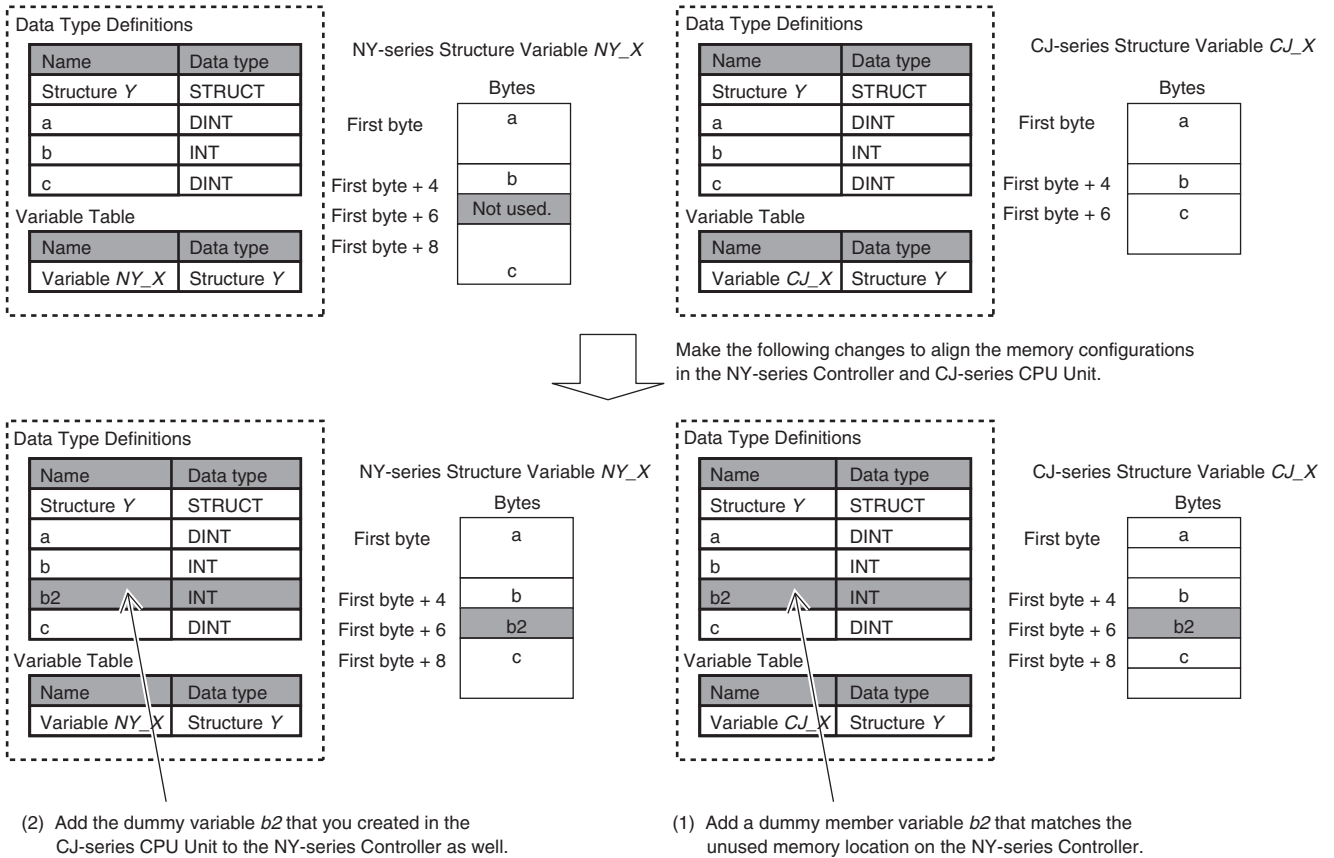 Data Type Definitions
Name Data type
Structure Y STRUCT
a DINT
b INT
c DINT
Variable Table
Name Data type
Variable NY_X Structure Y
NY-series Structure Variable NY_X
Bytes
First byte a
First byte + 4 b
First byte + 6 Not used.
First byte + 8
c
Data Type Definitions
Name Data type
Structure Y STRUCT
a DINT
b INT
c DINT
Variable Table
Name Data type
Variable CJ_X Structure Y
CJ-series Structure Variable CJ_X
Bytes
First byte a
First byte + 4 b
First byte + 6 c
Make the following changes to align the memory configurations
in the NY-series Controller and CJ-series CPU Unit.
Data Type Definitions
Name Data type
Structure Y STRUCT
a DINT
b INT
b2 INT
c DINT
Variable Table
Name Data type
Variable NY_X Structure Y
NY-series Structure Variable NY_X
Bytes
First byte a
First byte + 4 b
First byte + 6 b2
First byte + 8 c
Data Type Definitions
Name Data type
Structure Y STRUCT
a DINT
b INT
b2 INT
c DINT
Variable Table
Name Data type
Variable CJ_X Structure Y
CJ-series Structure Variable CJ_X
Bytes
First byte a
First byte + 4 b
First byte + 6 b2
First byte + 8 c
(2) Add the dummy variable b2 that you created in the
CJ-series CPU Unit to the NY-series Controller as well.
(1) Add a dummy member variable b2 that matches the
unused memory location on the NY-series Controller.